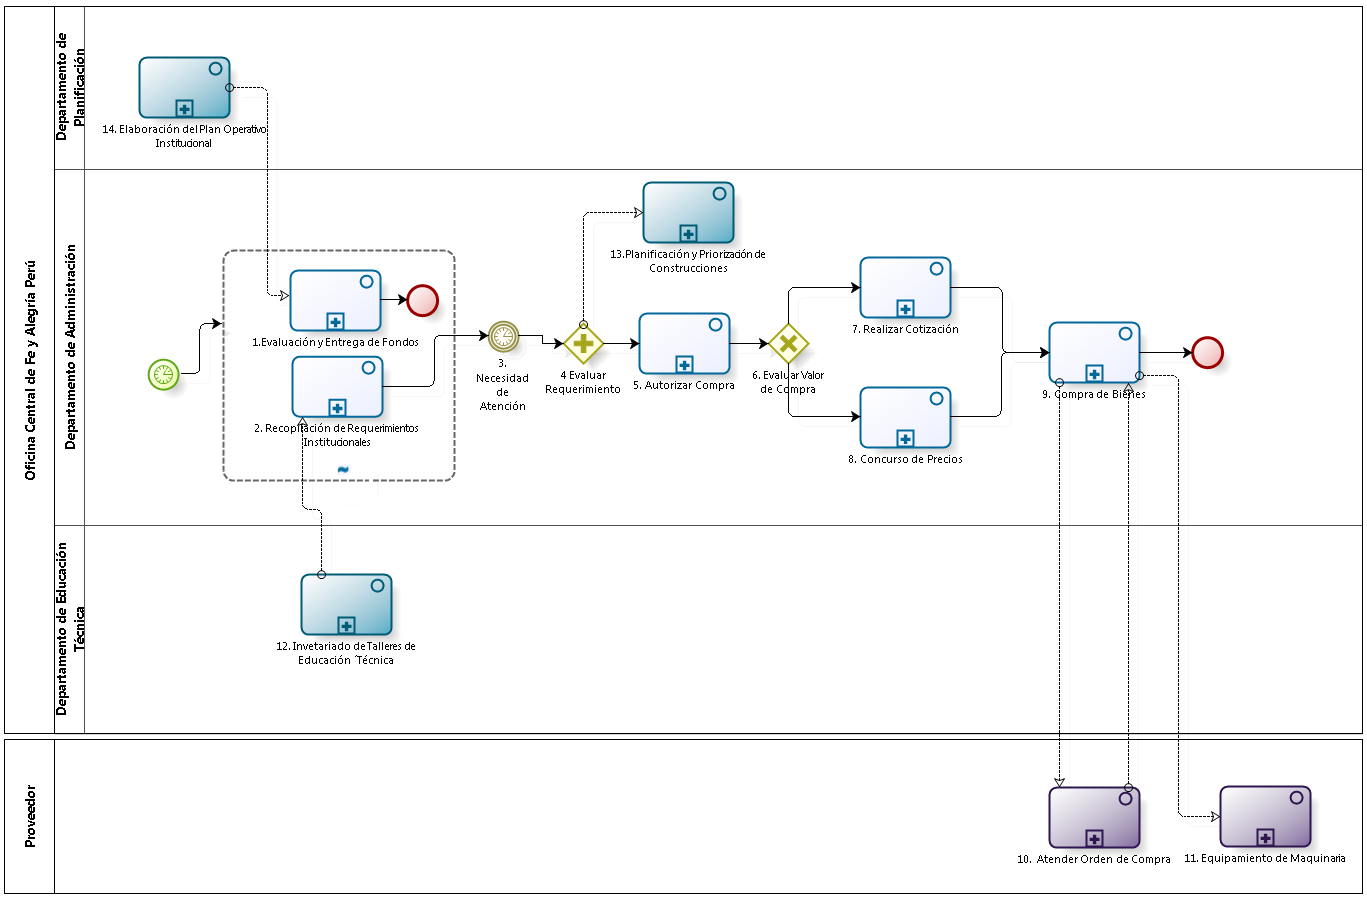 Oficina Central de Fe y Alegría Perú
Departamento de
Planificación
14. Elaboración del Plan Operativo
Institucional
Departamento de Administración
13.Planificación y Priorización de
Construcciones
1.Evaluación y Entrega de Fondos
2. Recopilación de Requerimientos
Institucionales
3.
Necesidad
de
Atención
4 Evaluar
Requerimiento
5. Autorizar Compra
6. Evaluar Valor
de Compra
7. Realizar Cotización
8. Concurso de Precios
9. Compra de Bienes
Departamento de Educación
Técnica
12. Invetariado de Talleres de
Educación ´Técnica
Proveedor
10. Atender Orden de Compra
11. Equipamiento de Maquinaria